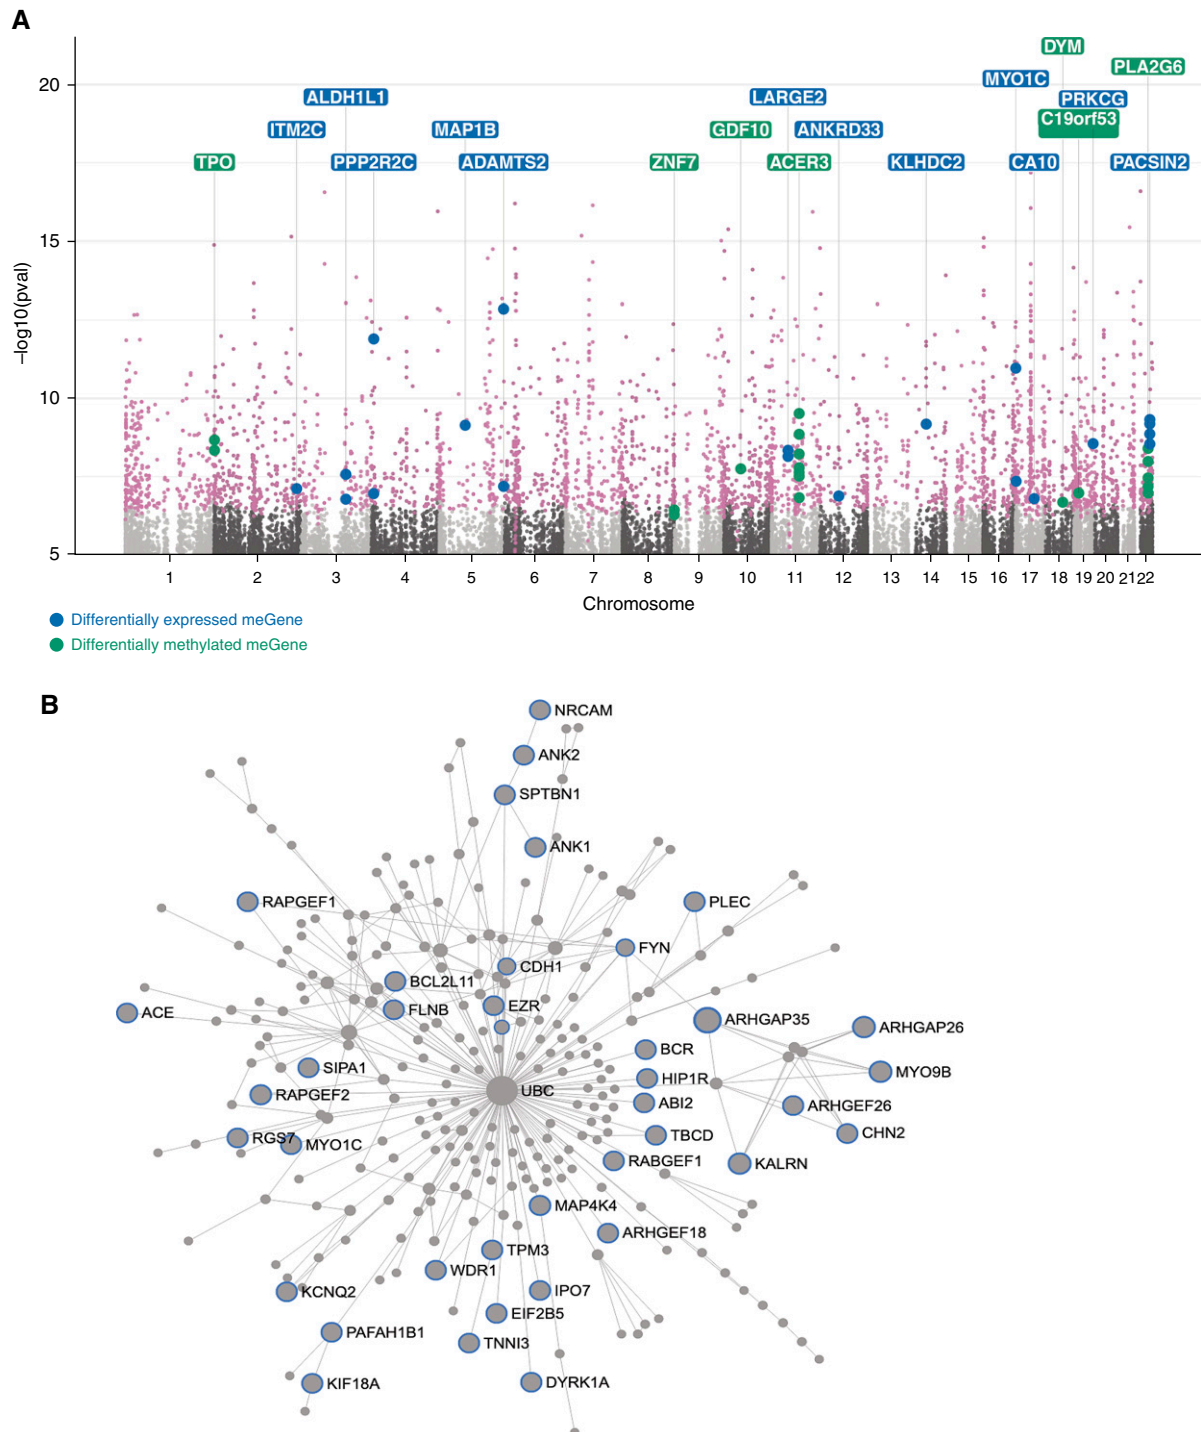 A
DYM
PLA2G6
MYO1C
20
ALDH1L1
LARGE2
PRKCG
C19orf53
ITM2C
MAP1B
GDF10
ANKRD33
TPO
PPP2R2C
ADAMTS2
ZNF7
ACER3
KLHDC2
CA10
PACSIN2
15
–log10(pval)
10
5
1 2 3 4 5 6 7 8 9 10 11 12 13 14 15 16 17 18 19 20 21 22
Chromosome
Differentially expressed meGene
Differentially methylated meGene
B
NRCAM
ANK2
SPTBN1
ANK1
RAPGEF1
PLEC
FYN
CDH1
BCL2L11
EZR
FLNB
ACE
ARHGAP35
ARHGAP26
BCR
SIPA1
MYO9B
HIP1R
UBC
RAPGEF2
ABI2
ARHGEF26
TBCD
CHN2
RGS7
MYO1C
RABGEF1
KALRN
MAP4K4
ARHGEF18
TPM3
WDR1
KCNQ2
IPO7
EIF2B5
PAFAH1B1
TNNI3
KIF18A
DYRK1A